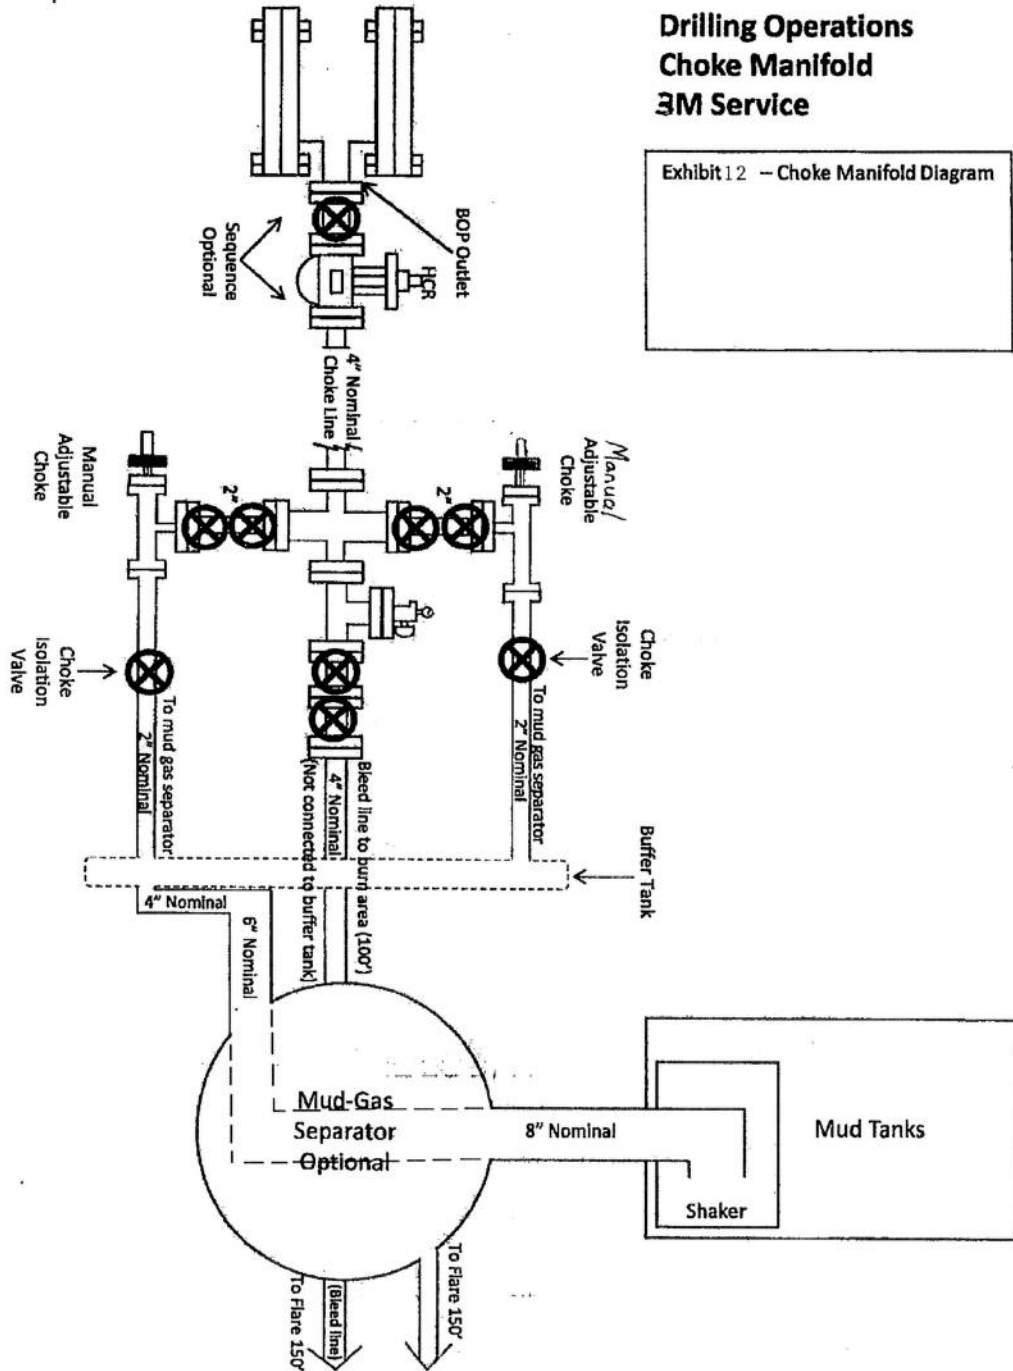 Drilling Operations
Choke Manifold
3M Service
Exhibit 12 – Choke Manifold Diagram
BOP Outlet
HCR
Sequence
Optional
4" Nominal
Choke Line
Manual
Adjustable
Choke
2"
2"
Manual
Adjustable
Choke
Choke
Isolation
Valve
To mud gas separator
2" Nominal
Bleed line to burn area (100')
4" Nominal
(Not connected to buffer tank)
To mud gas separator
2" Nominal
Choke
Isolation
Valve
Buffer Tank
4" Nominal
6" Nominal
Mud-Gas
Separator
Optional
8" Nominal
Mud Tanks
Shaker
To Flare 150'
(Bleed line)
To Flare 150'